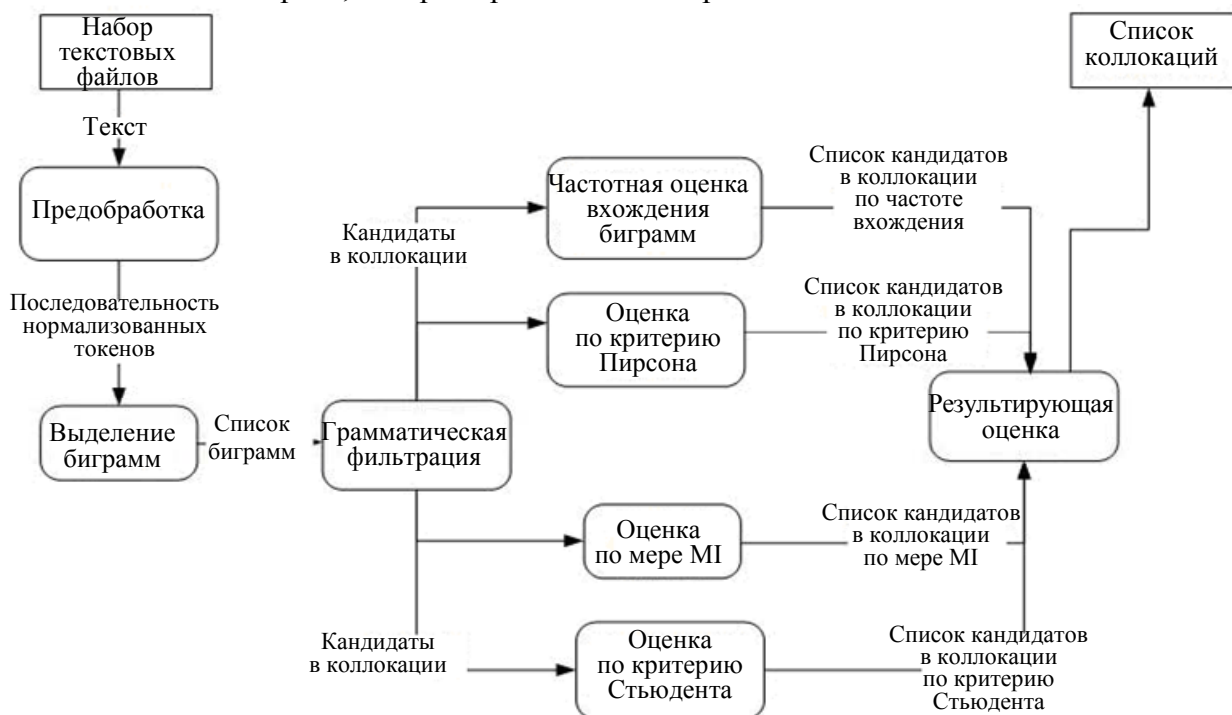 Набор
текстовых
файлов
Текст
Предобработка
Последовательность
нормализованных
токенов
Выделение
биграмм
Список
биграмм
Грамматическая
фильтрация
Кандидаты
в коллокации
Частотная оценка
вхождения
биграмм
Список кандидатов
в коллокации
по частоте
вхождения
Оценка
по критерию
Пирсона
Список кандидатов
в коллокации
по критерию
Пирсона
Оценка
по мере MI
Список кандидатов
в коллокации
по мере MI
Кандидаты
в коллокации
Оценка
по критерию
Стьюдента
Список кандидатов
в коллокации
по критерию
Стьюдента
Результирующая
оценка
Список
коллокаций